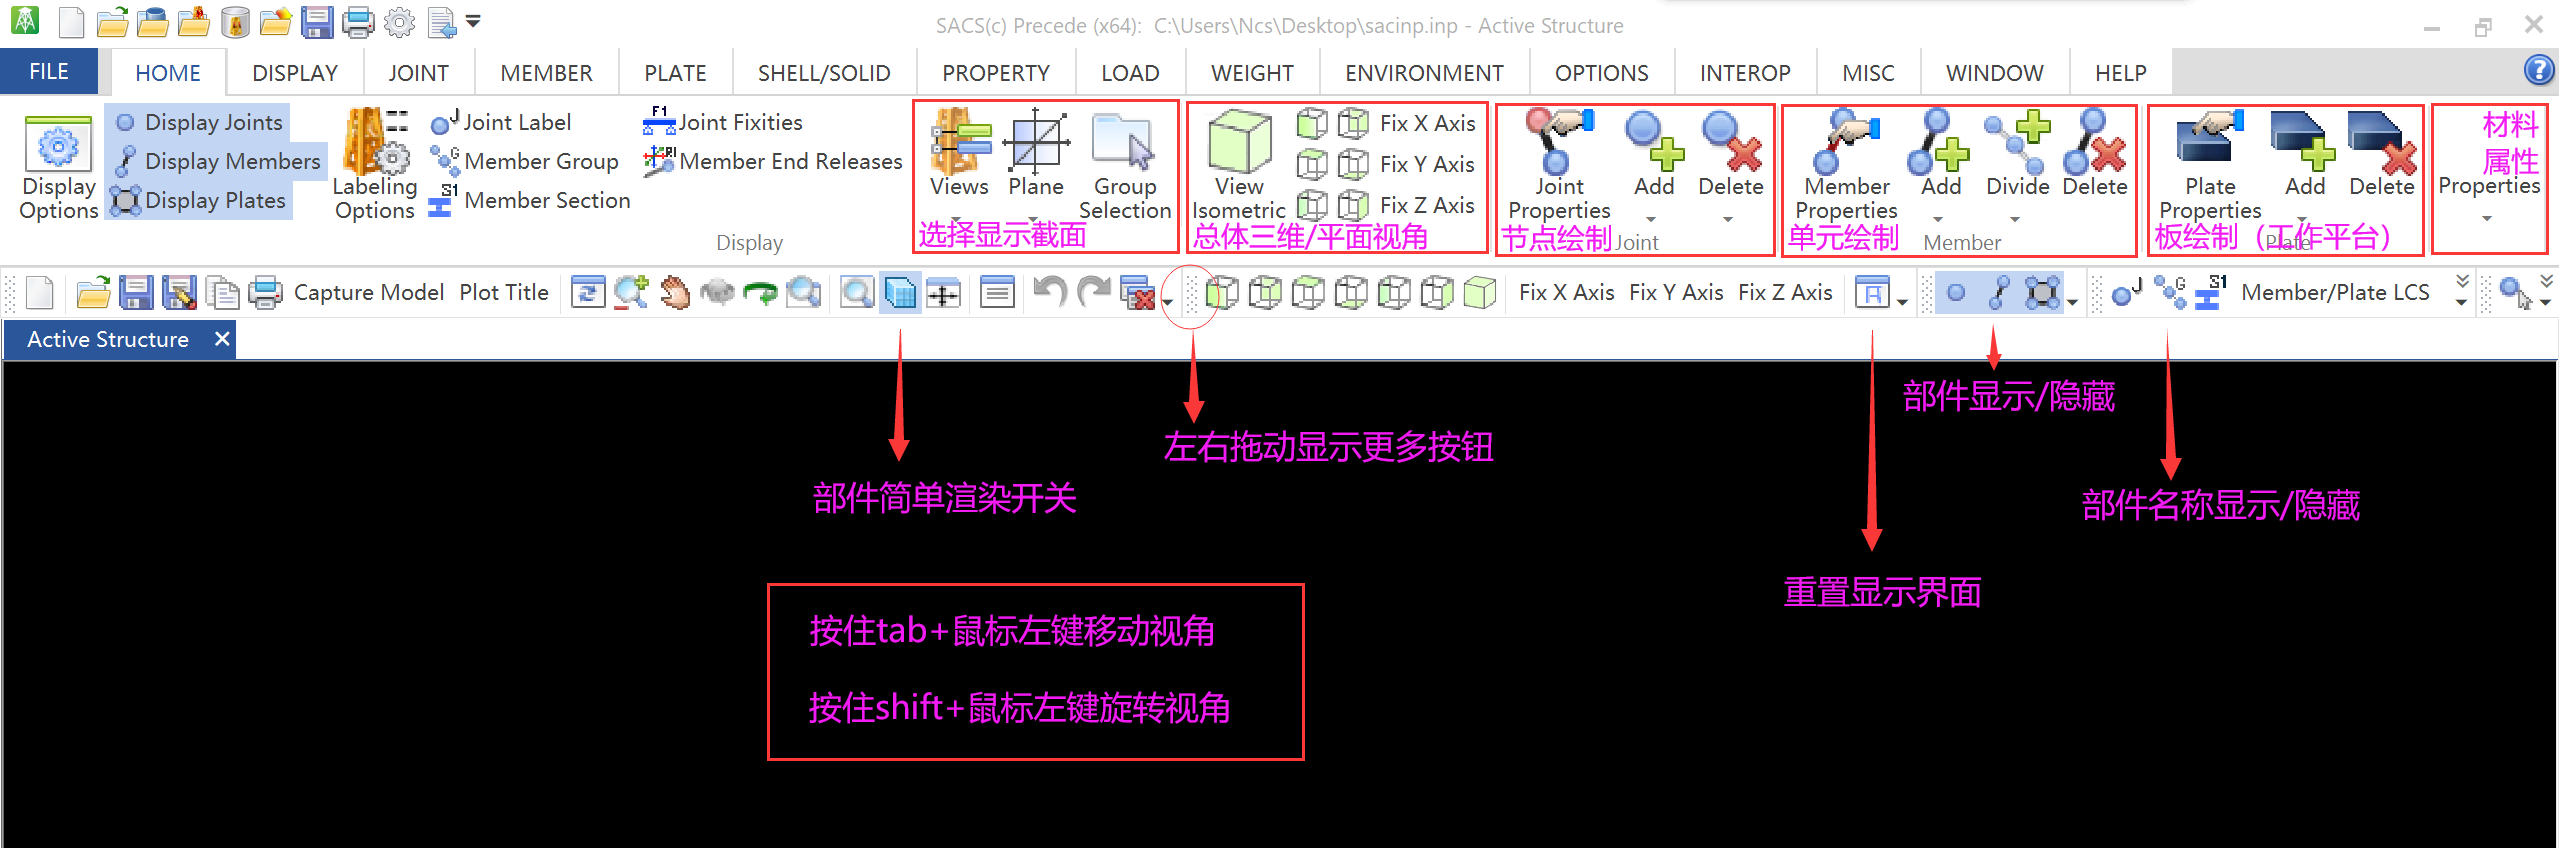 SACS(c) Precede (x64):  C:\Users\Ncs\Desktop\sacinp.inp - Active Structure
FILE HOME DISPLAY JOINT MEMBER PLATE SHELL/SOLID PROPERTY LOAD WEIGHT ENVIRONMENT OPTIONS INTEROP MISC WINDOW HELP
Display Options
Display Joints
Display Members
Display Plates
Labeling Options
Joint Label
Member Group
Member Section
Joint Fixities
Member End Releases
Display
Views
Plane
Group Selection
选择显示截面
View Isometric
Fix X Axis
Fix Y Axis
Fix Z Axis
总体三维/平面视角
Joint Properties
Add
Delete
节点绘制
Joint
Member Properties
Add
Divide
Delete
单元绘制
Member
Plate Properties
Add
Delete
板绘制（工作平台）
Plate
材料
属性
Properties
Capture Model Plot Title Fix X Axis Fix Y Axis Fix Z Axis Member/Plate LCS
Active Structure
部件显示/隐藏
左右拖动显示更多按钮
部件简单渲染开关
部件名称显示/隐藏
重置显示界面
按住tab+鼠标左键移动视角
按住shift+鼠标左键旋转视角